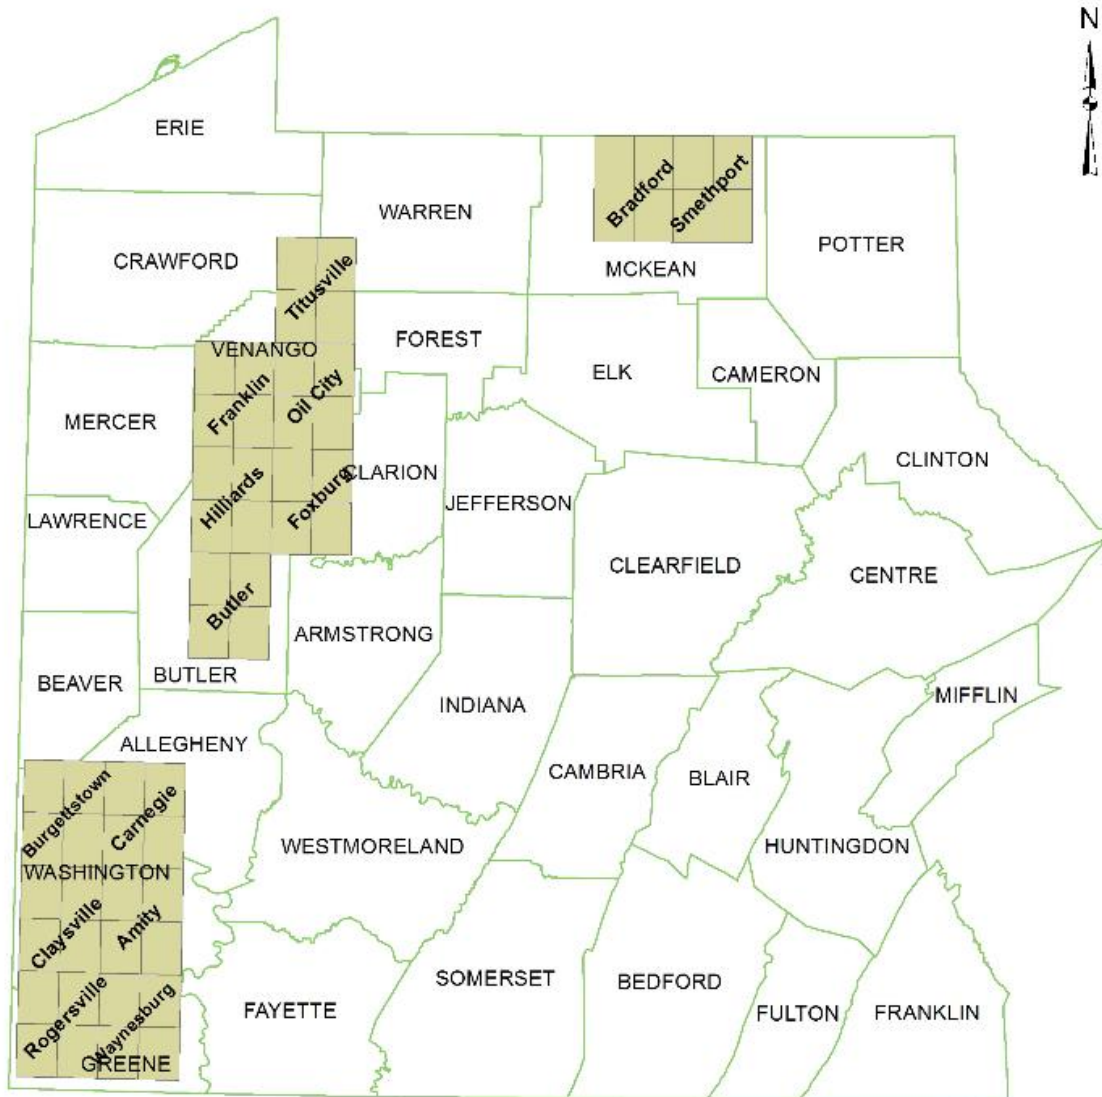 N
ERIE
WARREN
Bradford
Smethport
POTTER
CRAWFORD
MCKEAN
Titusville
VENANGO
FOREST
ELK
CAMERON
Franklin
Oil City
MERCER
CLARION
CLINTON
Hilliards
Foxburg
LAWRENCE
JEFFERSON
CLEARFIELD
CENTRE
Butler
ARMSTRONG
BEAVER
BUTLER
INDIANA
MIFFLIN
ALLEGHENY
CAMBRIA
BLAIR
Burgettstown
Carnegie
WESTMORELAND
HUNTINGDON
WASHINGTON
Claysville
Amity
SOMERSET
BEDFORD
Rogersville
Waynesburg
FAYETTE
FULTON
FRANKLIN
GREENE